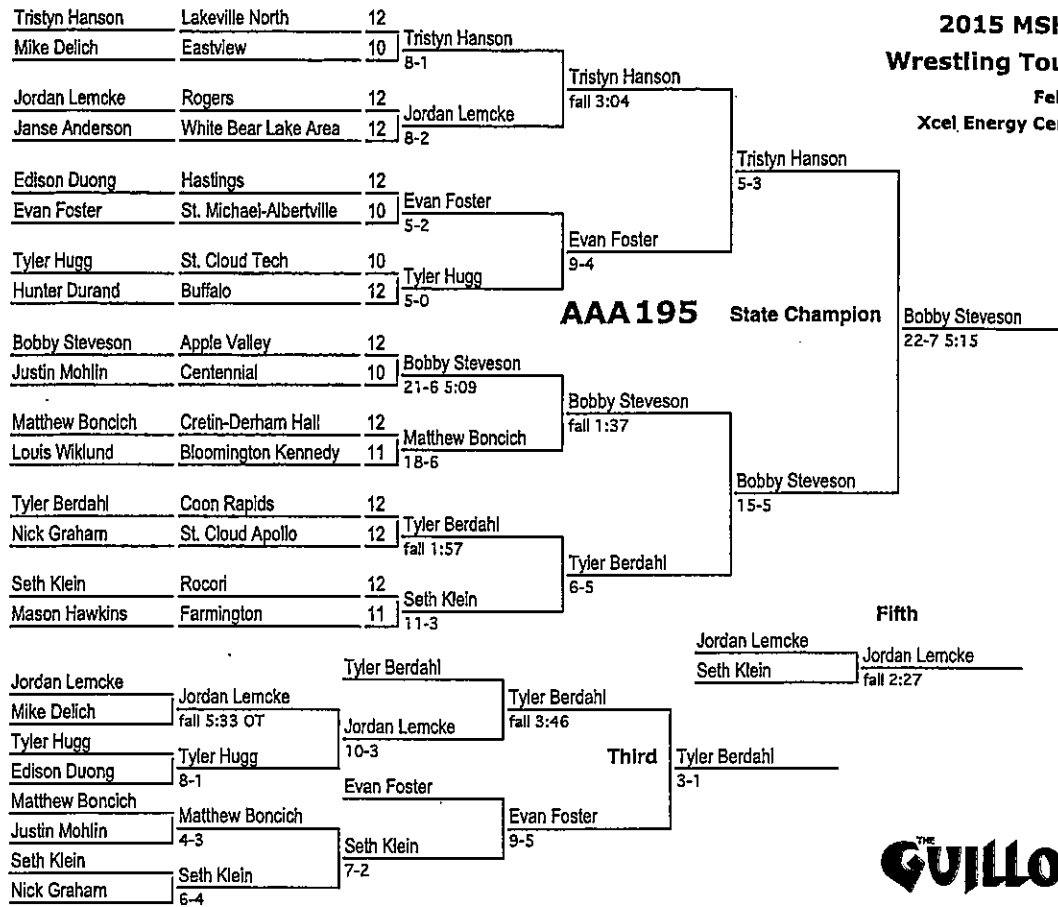 2015 MSH
Wrestling Tou
Feb
Xcel Energy Cen
Tristyn Hanson Lakeville North 12
Mike Delich Eastview 10
Tristyn Hanson
8-1
Jordan Lemcke Rogers 12
Janse Anderson White Bear Lake Area 12
Jordan Lemcke
8-2
Tristyn Hanson
fall 3:04
Edison Duong Hastings 12
Evan Foster St. Michael-Albertville 10
Evan Foster
5-2
Tyler Hugg St. Cloud Tech 10
Hunter Durand Buffalo 12
Tyler Hugg
5-0
Evan Foster
9-4
Tristyn Hanson
5-3
AAA195 State Champion
Bobby Steveson
22-7 5:15
Bobby Steveson Apple Valley 12
Justin Mohlin Centennial 10
Bobby Steveson
21-6 5:09
Matthew Boncich Cretin-Derham Hall 12
Louis Wiklund Bloomington Kennedy 11
Matthew Boncich
18-6
Bobby Steveson
fall 1:37
Tyler Berdahl Coon Rapids 12
Nick Graham St. Cloud Apollo 12
Tyler Berdahl
fall 1:57
Seth Klein Rocori 12
Mason Hawkins Farmington 11
Seth Klein
11-3
Tyler Berdahl
6-5
Bobby Steveson
15-5
Fifth
Jordan Lemcke
Seth Klein
Jordan Lemcke
fall 2:27
Jordan Lemcke
Mike Delich
Jordan Lemcke
fall 5:33 OT
Tyler Hugg
Edison Duong
Tyler Hugg
8-1
Matthew Boncich
Justin Mohlin
Matthew Boncich
4-3
Seth Klein
Nick Graham
Seth Klein
6-4
Tyler Berdahl
Jordan Lemcke
10-3
Evan Foster
Seth Klein
7-2
Tyler Berdahl
fall 3:46
Evan Foster
9-5
Third
Tyler Berdahl
3-1
THE
GUILLO